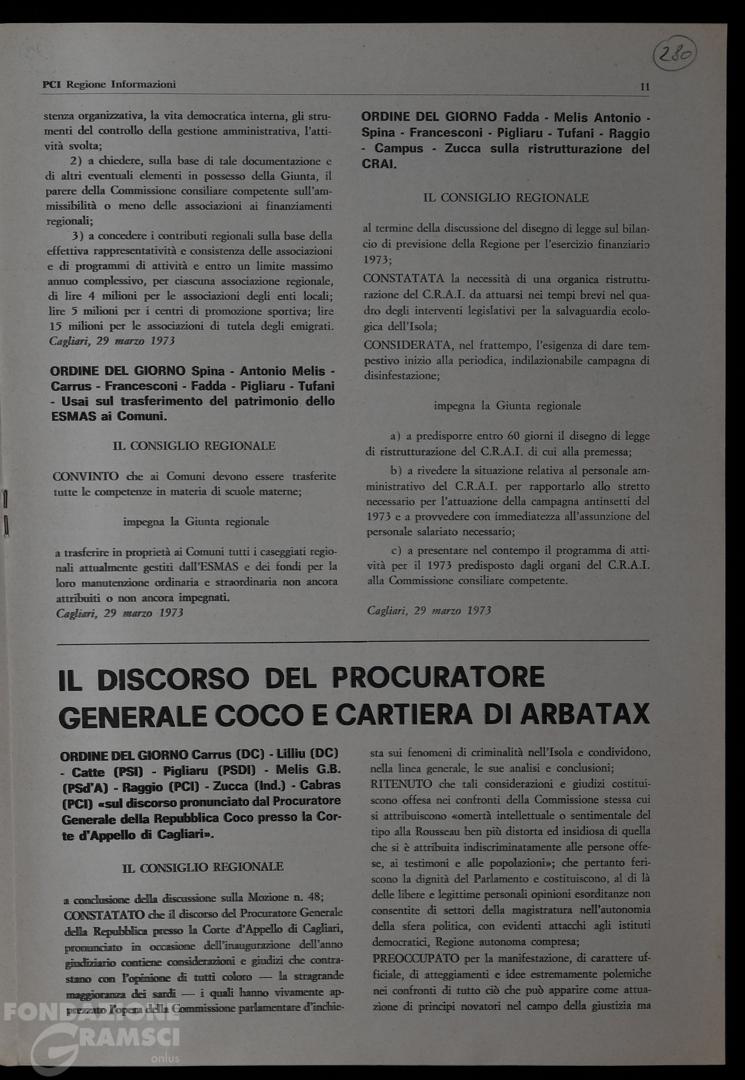 280
PCI Regione Informazioni
11
stenza organizzativa, la vita democratica interna, gli stru-
menti del controllo della gestione amministrativa, l'atti-
vità svolta;
2) a chiedere, sulla base di tale documentazione e
di altri eventuali elementi in possesso della Giunta, il
parere della Commissione consiliare competente sull'am-
missibilità o meno delle associazioni ai finanziamenti
regionali;
3) a concedere i contributi regionali sulla base della
effettiva rappresentatività e consistenza delle associazioni
e di programmi di attività e entro un limite massimo
annuo complessivo, per ciascuna associazione regionale,
di lire 4 milioni per le associazioni degli enti locali;
lire 5 milioni per i centri di promozione sportiva; lire
15 milioni per le associazioni di tutela degli emigrati.
Cagliari, 29 marzo 1973
ORDINE DEL GIORNO Spina - Antonio Melis -
Carrus - Francesconi - Fadda - Pigliaru - Tufani
- Usai sul trasferimento del patrimonio dello
ESMAS ai Comuni.
IL CONSIGLIO REGIONALE
CONVINTO che ai Comuni devono essere trasferite
tutte le competenze in materia di scuole materne;
impegna la Giunta regionale
a trasferire in proprietà ai Comuni tutti i caseggiati regio-
nali attualmente gestiti dall'ESMAS e dei fondi per la
loro manutenzione ordinaria e straordinaria non ancora
attribuiti o non ancora impegnati.
Cagliari, 29 marzo 1973
ORDINE DEL GIORNO Fadda - Melis Antonio -
Spina - Francesconi - Pigliaru - Tufani - Raggio
- Campus - Zucca sulla ristrutturazione del
CRAI.
IL CONSIGLIO REGIONALE
al termine della discussione del disegno di legge sul bilan-
cio di previsione della Regione per l'esercizio finanziario
1973;
CONSTATATA la necessità di una organica ristruttu-
razione del C.R.A.I. da attuarsi nei tempi brevi nel qua-
dro degli interventi legislativi per la salvaguardia ecolo-
gica dell'Isola;
CONSIDERATA, nel frattempo, l'esigenza di dare tem-
pestivo inizio alla periodica, indilazionabile campagna di
disinfestazione;
impegna la Giunta regionale
a) a predisporre entro 60 giorni il disegno di legge
di ristrutturazione del C.R.A.I. di cui alla premessa;
b) a rivedere la situazione relativa al personale am-
ministrativo del C.R.A.I. per rapportarlo allo stretto
necessario per l'attuazione della campagna antinsetti del
1973 e a provvedere con immediatezza all'assunzione del
personale salariato necessario;
c) a presentare nel contempo il programma di atti-
vità per il 1973 predisposto dagli organi del C.R.A.I.
alla Commissione consiliare competente.
Cagliari, 29 marzo 1973
IL DISCORSO DEL PROCURATORE
GENERALE COCO E CARTIERA DI ARBATAX
ORDINE DEL GIORNO Carrus (DC) - Lilliu (DC)
- Catte (PSI) - Pigliaru (PSDI) - Melis G.B.
(PSd'A) - Raggio (PCI) - Zucca (Ind.) - Cabras
(PCI) «sul discorso pronunciato dal Procuratore
Generale della Repubblica Coco presso la Cor-
te d'Appello di Cagliari».
IL CONSIGLIO REGIONALE
a conclusione della discussione sulla Mozione n. 48;
CONSTATATO che il discorso del Procuratore Generale
della Repubblica presso la Corte d'Appello di Cagliari,
pronunciato in occasione dell'inaugurazione dell'anno
giudiziario contiene considerazioni e giudizi che contra-
stano con l'opinione di tutti coloro — la stragrande
maggioranza dei sardi — i quali hanno vivamente ap-
prezzato l'opera della Commissione parlamentare d'inchie-
sta sui fenomeni di criminalità nell'Isola e condividono,
nella linea generale, le sue analisi e conclusioni;
RITENUTO che tali considerazioni e giudizi costitui-
scono offesa nei confronti della Commissione stessa cui
si attribuiscono «omertà intellettuale o sentimentale del
tipo alla Rousseau ben più distorta ed insidiosa di quella
che si è attribuita indiscriminatamente alle persone offe-
se, ai testimoni e alle popolazioni»; che pertanto feri-
scono la dignità del Parlamento e costituiscono, al di là
delle libere e legittime personali opinioni esorditanze non
consentite di settori della magistratura nell'autonomia
della sfera politica, con evidenti attacchi agli istituti
democratici, Regione autonoma compresa;
PREOCCUPATO per la manifestazione, di carattere uf-
ficiale, di atteggiamenti e idee estremamente polemiche
nei confronti di tutto ciò che può apparire come attua-
zione di principi novatori nel campo della giustizia ma
FONDAZIONE
GRAMSCI
onlus